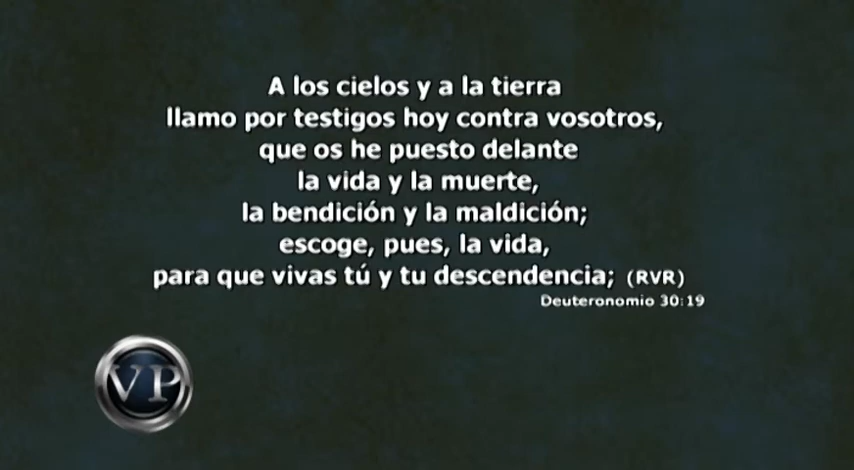 A los cielos y a la tierra
llamo por testigos hoy contra vosotros,
que os he puesto delante
la vida y la muerte,
la bendición y la maldición;
escoge, pues, la vida,
para que vivas tú y tu descendencia; (RVR)
Deuteronomio 30:19
VP